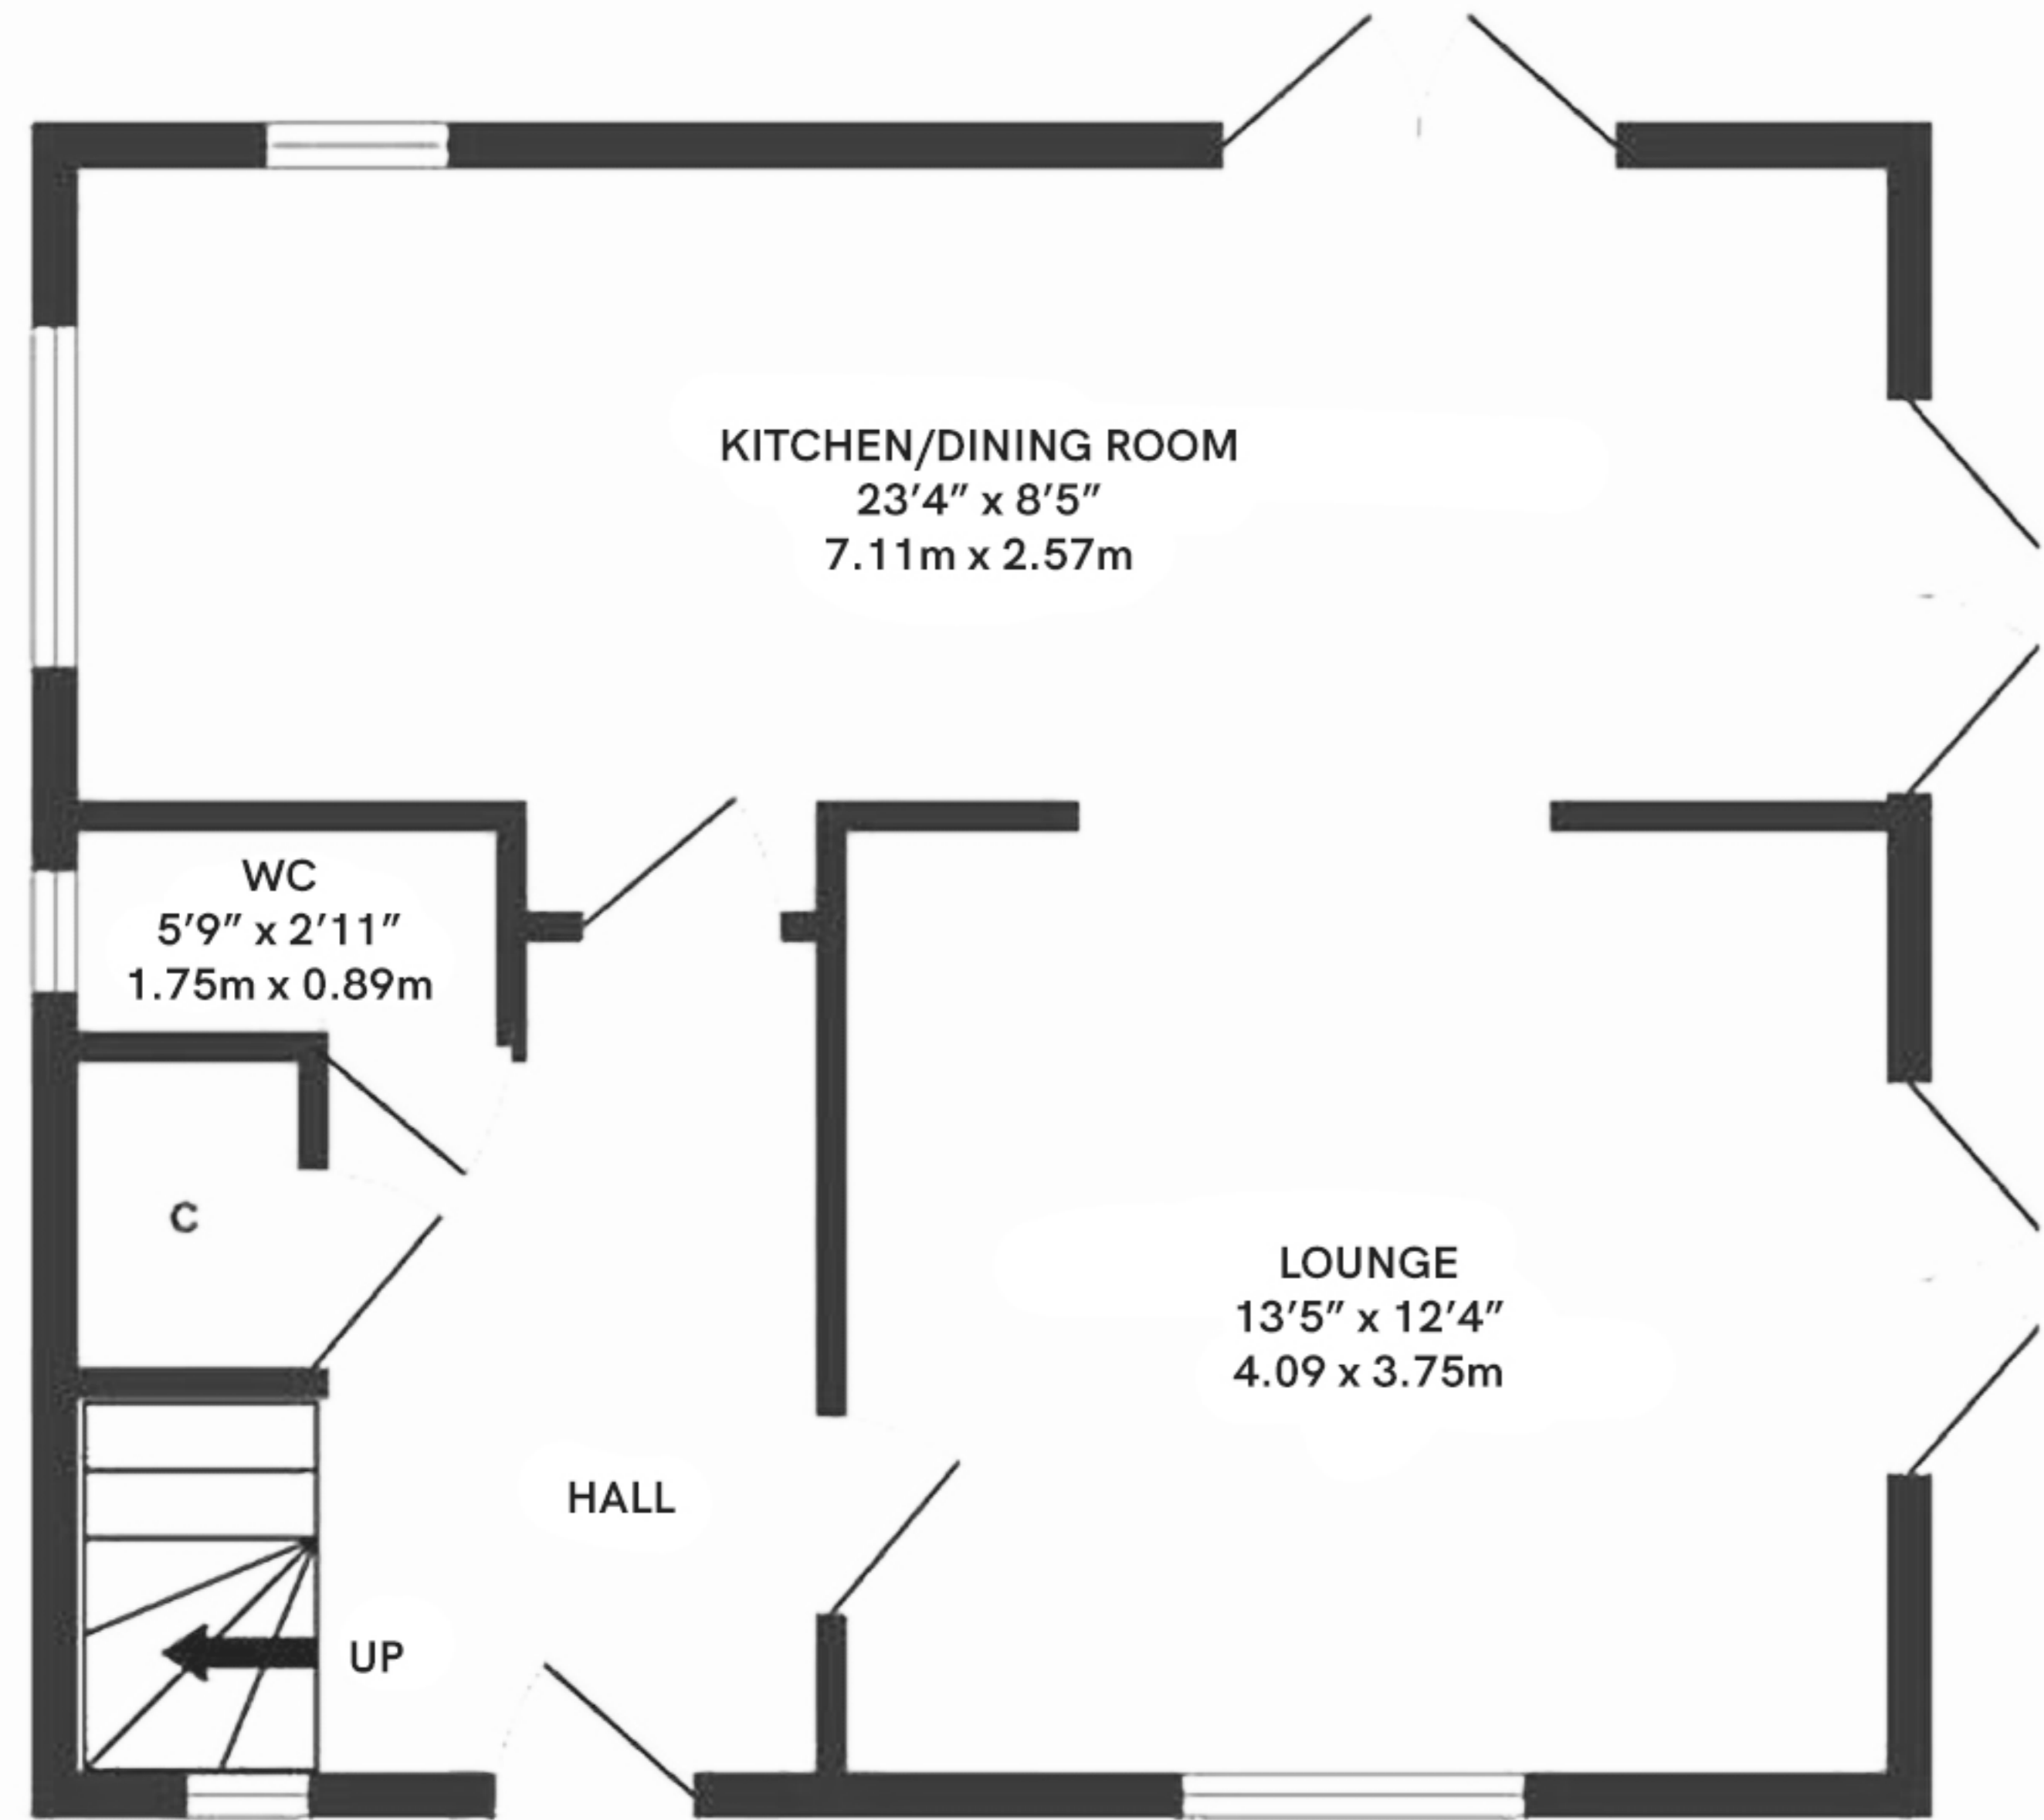 KITCHEN/DINING ROOM
23’4” x 8’5”
7.11m x 2.57m
WC
5’9” x 2’11”
1.75m x 0.89m
C
LOUNGE
13’5” x 12’4”
4.09 x 3.75m
HALL
UP